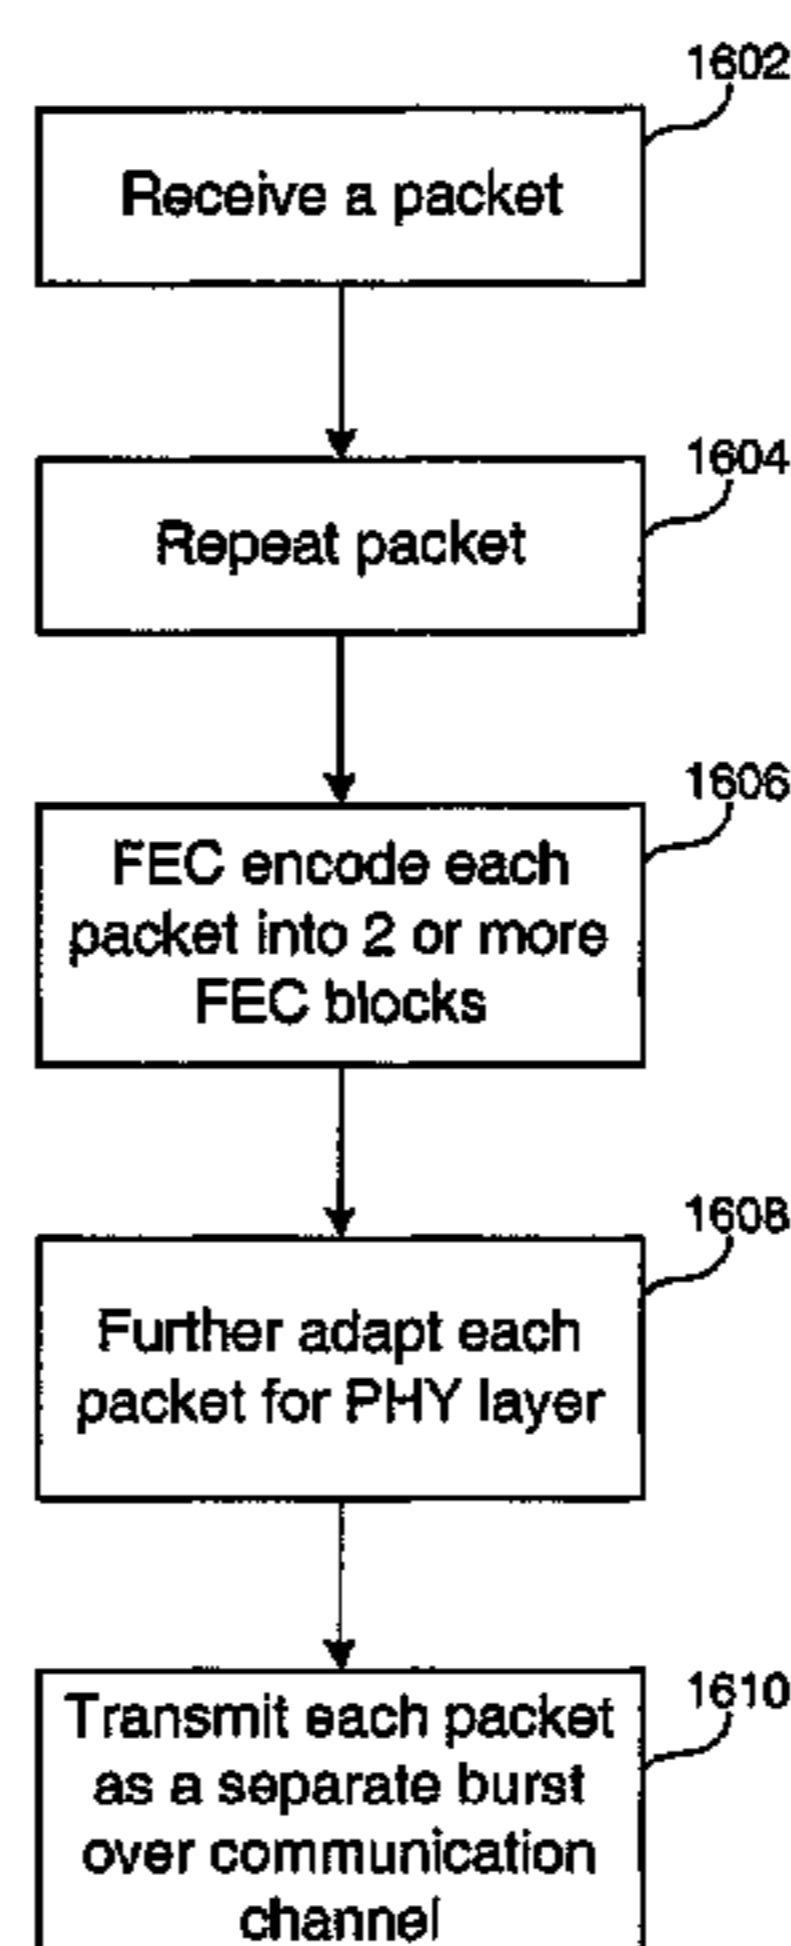 1602
Receive a packet
1604
Repeat packet
1606
FEC encode each
packet into 2 or more
FEC blocks
1608
Further adapt each
packet for PHY layer
1610
Transmit each packet
as a separate burst
over communication
channel